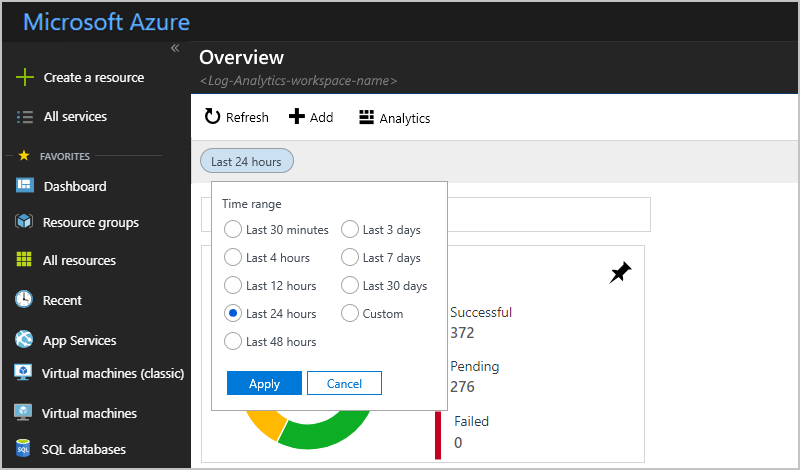 Microsoft Azure
«
Overview
<Log-Analytics-workspace-name>
Create a resource
All services
FAVORITES
Dashboard
Resource groups
All resources
Recent
App Services
Virtual machines (classic)
Virtual machines
SQL
SQL databases
Refresh
Add
Analytics
Last 24 hours
Time range
Last 30 minutes
Last 3 days
Last 4 hours
Last 7 days
Last 12 hours
Last 30 days
Last 24 hours
Custom
Last 48 hours
Apply
Cancel
Successful
372
Pending
276
Failed
0